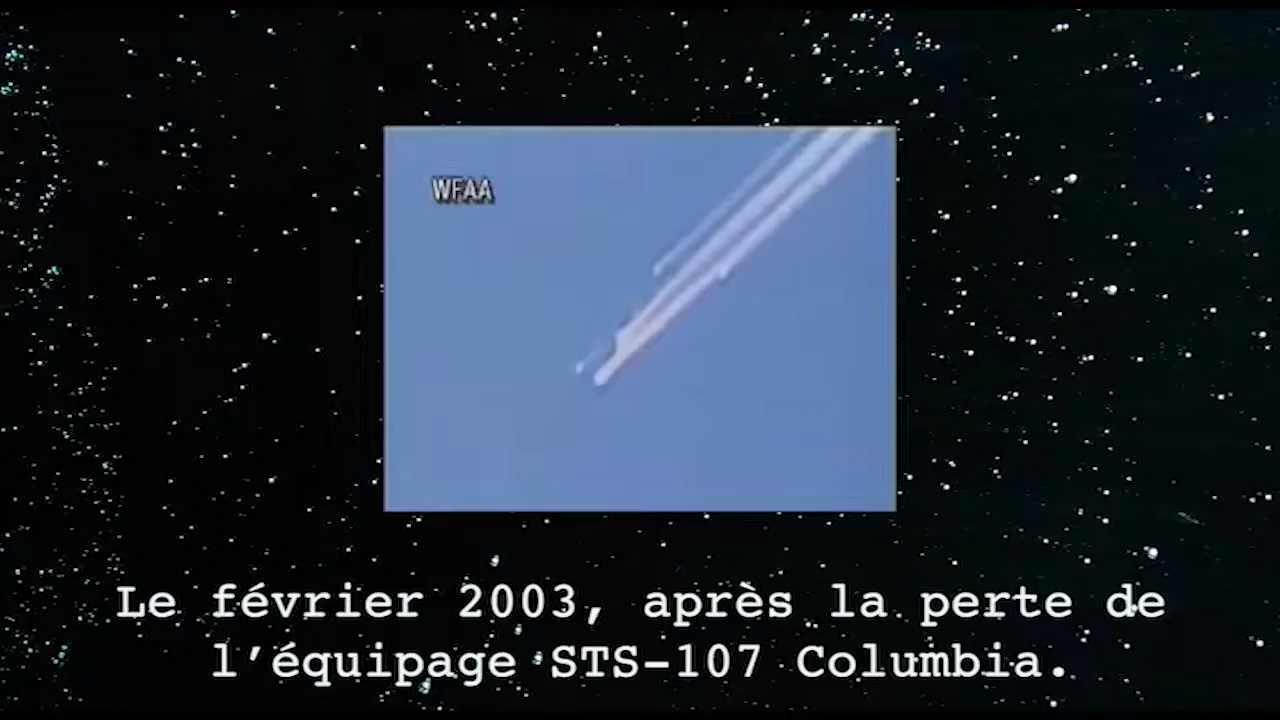 WFAA
Le février 2003, après la perte de
l’équipage STS-107 Columbia.